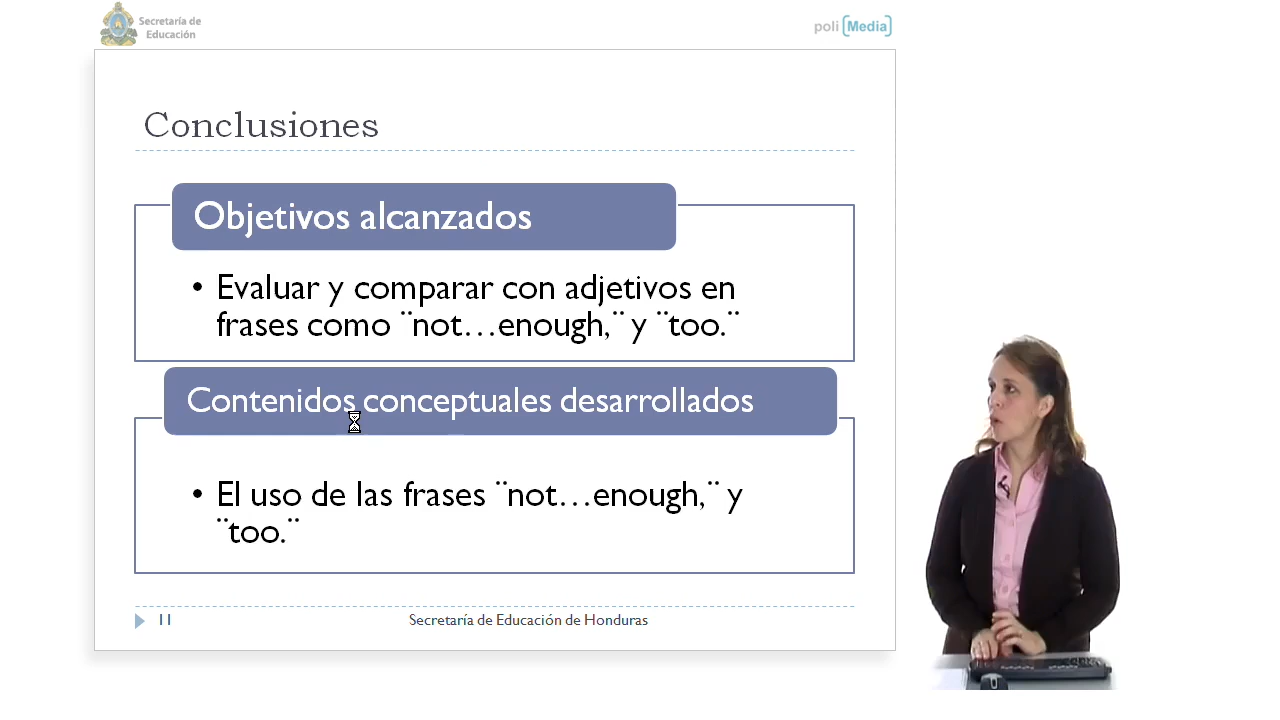 Secretaría de
Educación
poli [Media]
Conclusiones
Objetivos alcanzados
• Evaluar y comparar con adjetivos en
frases como ¨not…enough,¨ y ¨too.¨
Contenidos conceptuales desarrollados
• El uso de las frases ¨not…enough,¨ y
¨too.¨
11
Secretaría de Educación de Honduras